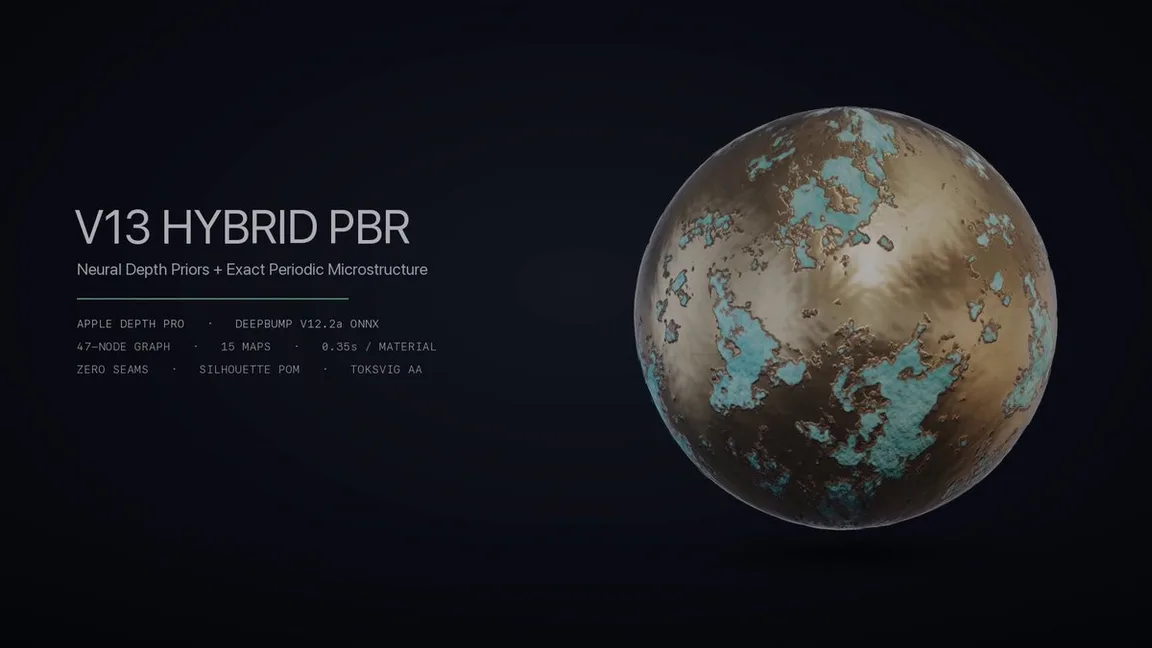 V13 HYBRID PBR
Neural Depth Priors + Exact Periodic Microstructure
APPLE DEPTH PRO · DEEPBUMP V12.2a ONNX
47-NODE GRAPH · 15 MAPS · 0.35s / MATERIAL
ZERO SEAMS · SILHOUETTE POM · TOKSVIG AA